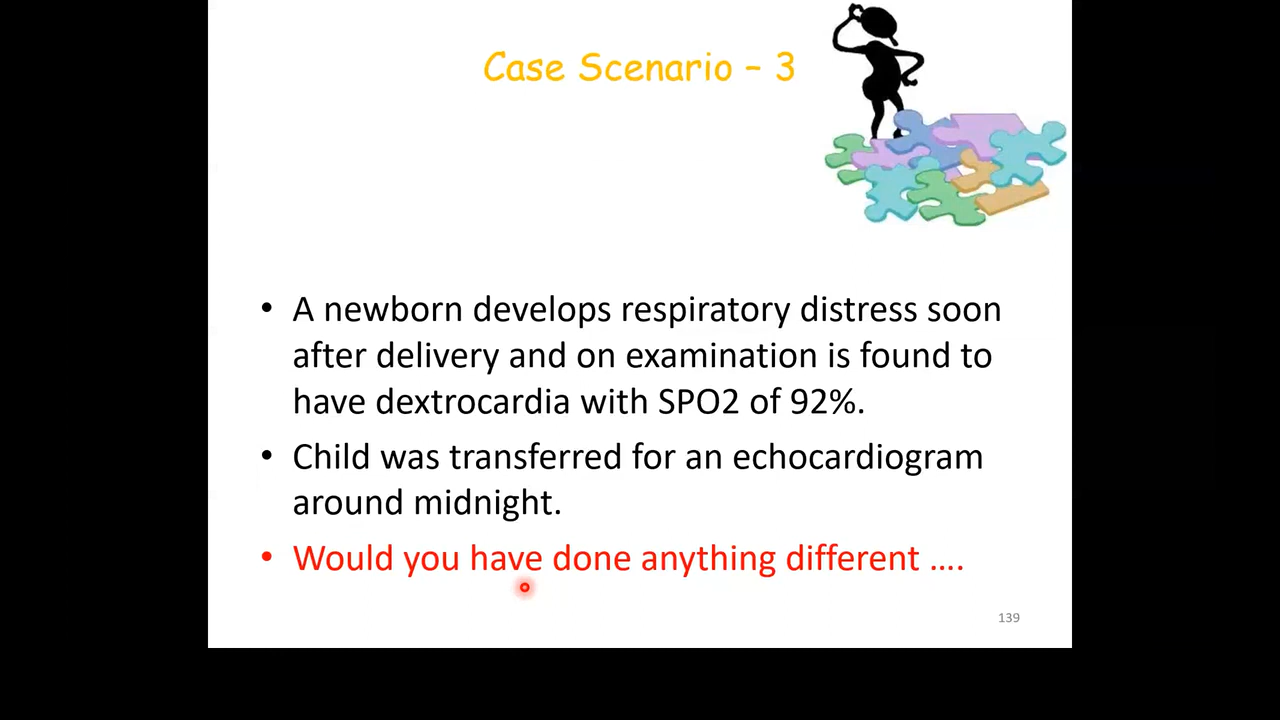 Case Scenario – 3
• A newborn develops respiratory distress soon
after delivery and on examination is found to
have dextrocardia with SPO2 of 92%.
• Child was transferred for an echocardiogram
around midnight.
• Would you have done anything different ....
139